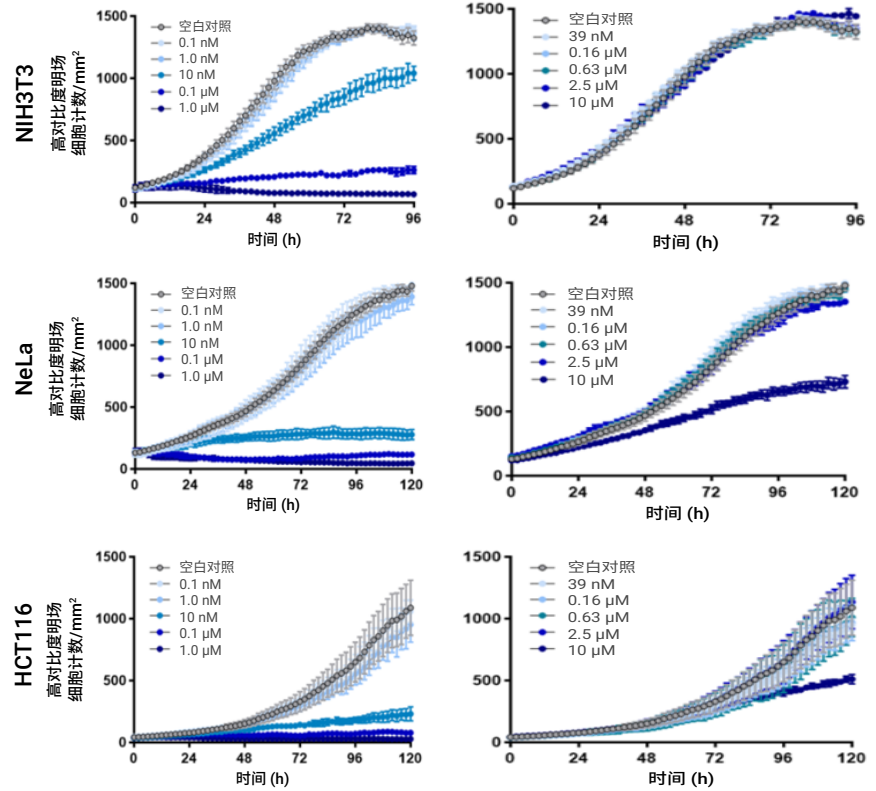 NIH3T3
高对比度明场
细胞计数/mm²
1500
1000
500
0
空白对照
0.1 nM
1.0 nM
10 nM
0.1 µM
1.0 µM
0 24 48 72 96
时间 (h)
1500
1000
500
0
空白对照
39 nM
0.16 µM
0.63 µM
2.5 µM
10 µM
0 24 48 72 96
时间 (h)
NeLa
高对比度明场
细胞计数/mm²
1500
1000
500
0
空白对照
0.1 nM
1.0 nM
10 nM
0.1 µM
1.0 µM
0 24 48 72 96 120
时间 (h)
1500
1000
500
0
空白对照
39 nM
0.16 µM
0.63 µM
2.5 µM
10 µM
0 24 48 72 96 120
时间 (h)
HCT116
高对比度明场
细胞计数/mm²
1500
1000
500
0
空白对照
0.1 nM
1.0 nM
10 nM
0.1 µM
1.0 µM
0 24 48 72 96 120
时间 (h)
1500
1000
500
0
空白对照
39 nM
0.16 µM
0.63 µM
2.5 µM
10 µM
0 24 48 72 96 120
时间 (h)